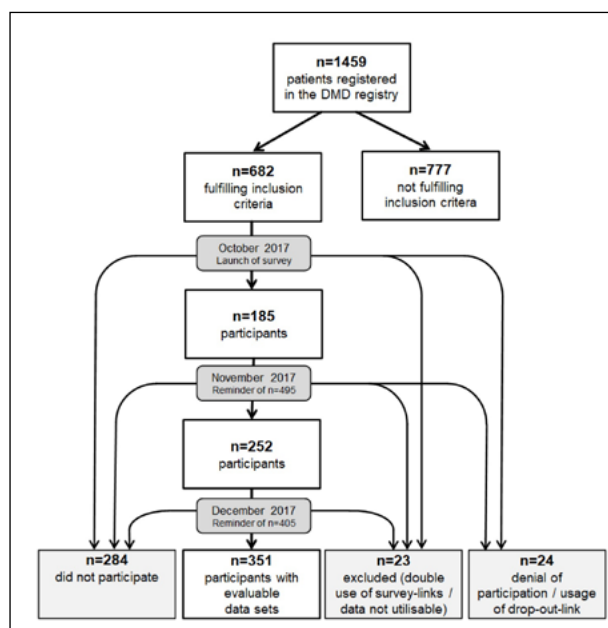 n=1459
patients registered
in the DMD registry
n=682
fulfilling inclusion
criteria
n=777
not fulfilling
inclusion critera
October 2017
Launch of survey
n=185
participants
November 2017
Reminder of n=495
n=252
participants
December 2017
Reminder of n=405
n=284
did not participate
n=351
participants with
evaluable
data sets
n=23
excluded (double
use of survey-links /
data not utilisable)
n=24
denial of
participation / usage
of drop-out-link